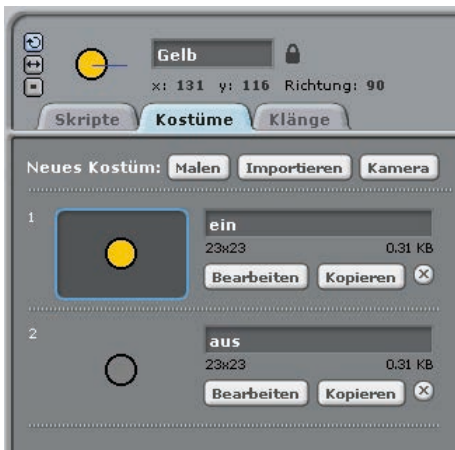 Gelb
x: 131 y: 116 Richtung: 90
Skripte Kostüme Klänge
Neues Kostüm: Malen Importieren Kamera
1
ein
23x23 0.31 KB
Bearbeiten Kopieren
2
aus
23x23 0.31 KB
Bearbeiten Kopieren